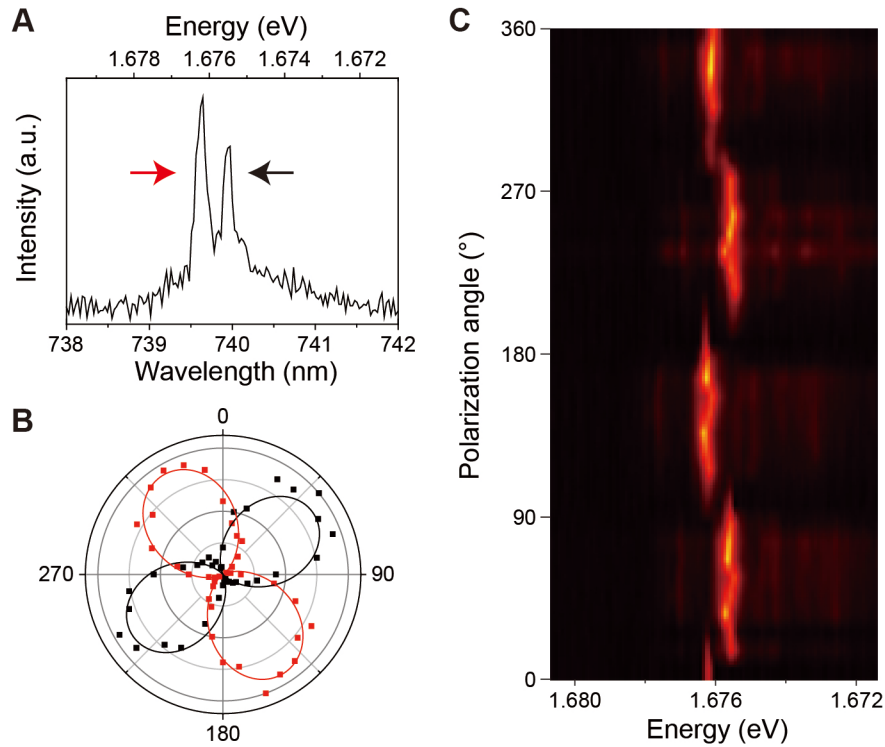 A
Energy (eV)
1.678 1.676 1.674 1.672
Intensity (a.u.)
738 739 740 741 742
Wavelength (nm)
B
0
270 90
180
C
360
270
180
90
0
Polarization angle (°)
1.680 1.676 1.672
Energy (eV)